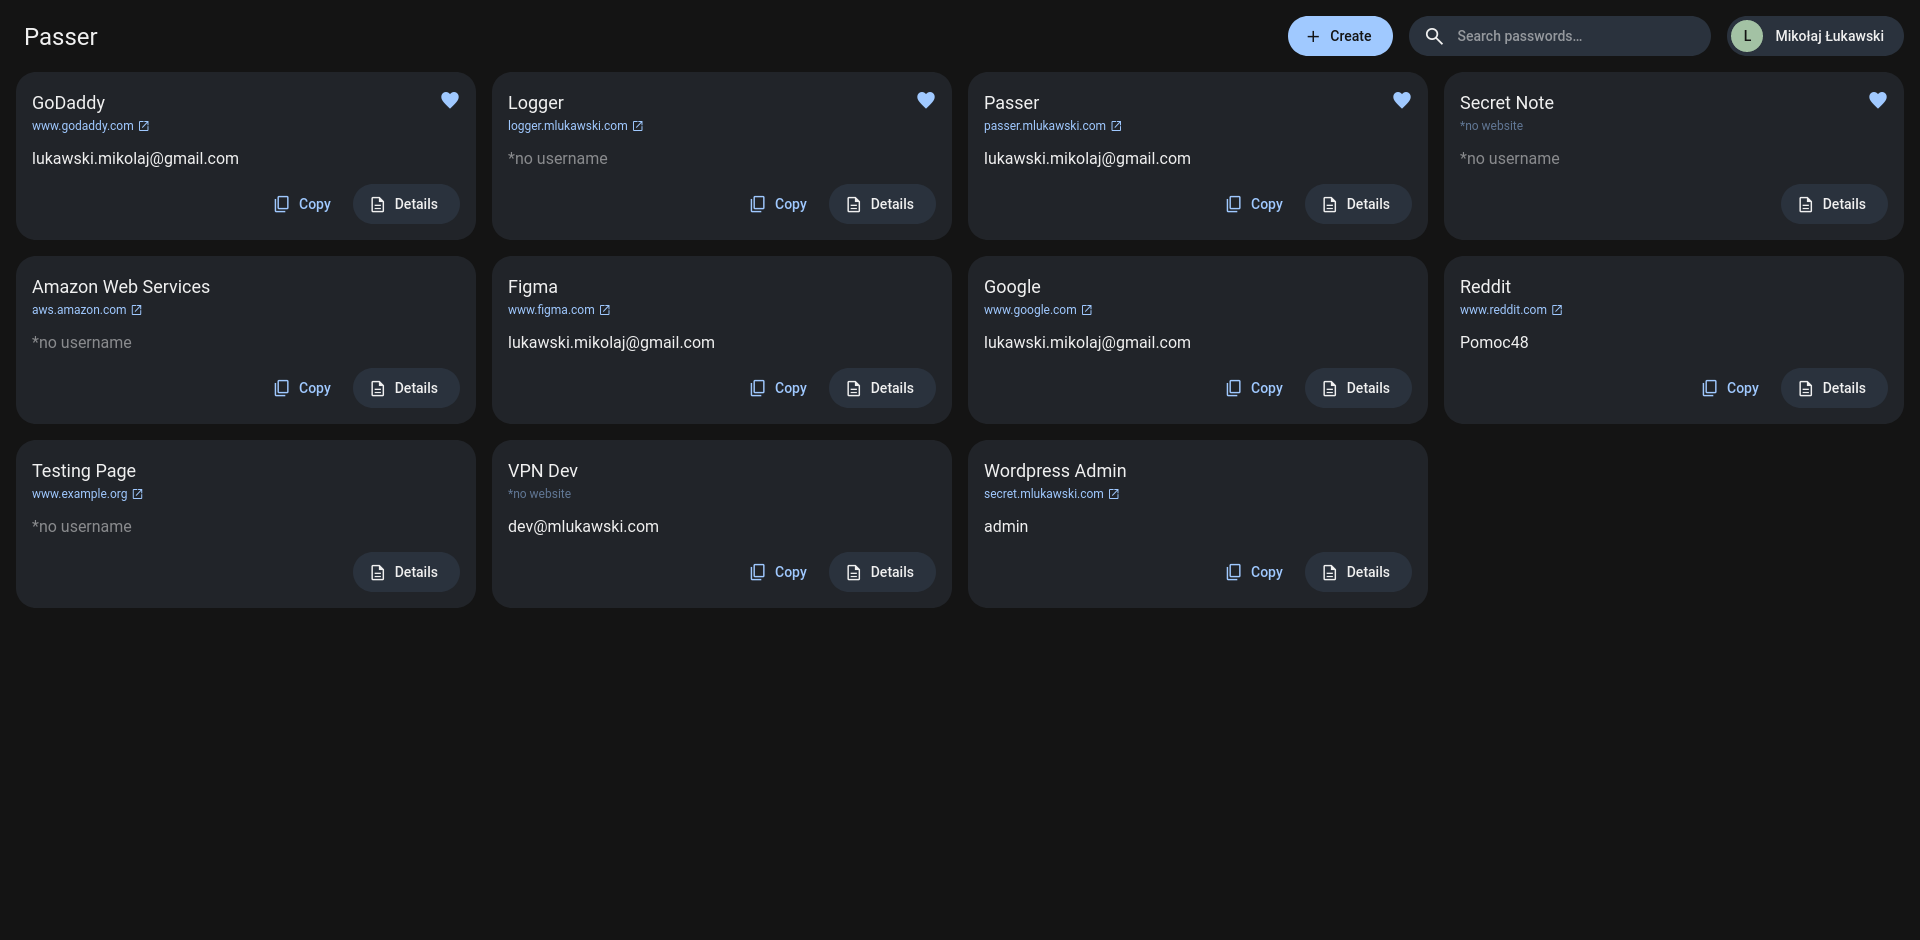 Passer
Create
Search passwords...
L
Mikołaj Łukawski
GoDaddy
www.godaddy.com
lukawski.mikolaj@gmail.com
Copy
Details
Logger
logger.mlukawski.com
*no username
Copy
Details
Passer
passer.mlukawski.com
lukawski.mikolaj@gmail.com
Copy
Details
Secret Note
*no website
*no username
Details
Amazon Web Services
aws.amazon.com
*no username
Copy
Details
Figma
www.figma.com
lukawski.mikolaj@gmail.com
Copy
Details
Google
www.google.com
lukawski.mikolaj@gmail.com
Copy
Details
Reddit
www.reddit.com
Pomoc48
Copy
Details
Testing Page
www.example.org
*no username
Details
VPN Dev
*no website
dev@mlukawski.com
Copy
Details
Wordpress Admin
secret.mlukawski.com
admin
Copy
Details